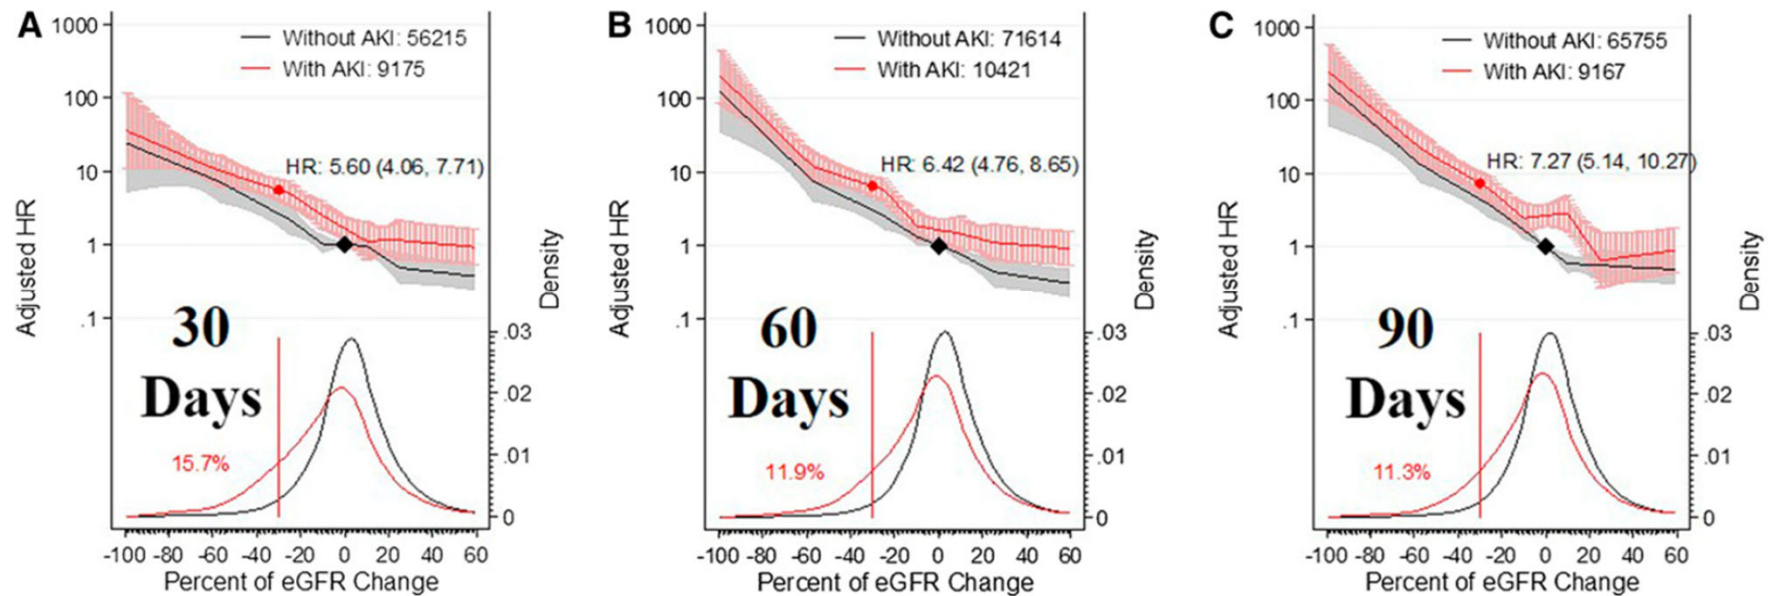 A
Without AKI: 56215
With AKI: 9175
1000
100
10
1
.1
Adjusted HR
HR: 5.60 (4.06, 7.71)
30
Days
15.7%
Density
.03
.02
.01
0
-100 -80 -60 -40 -20 0 20 40 60
Percent of eGFR Change
B
Without AKI: 71614
With AKI: 10421
1000
100
10
1
.1
Adjusted HR
HR: 6.42 (4.76, 8.65)
60
Days
11.9%
Density
.03
.02
.01
0
-100 -80 -60 -40 -20 0 20 40 60
Percent of eGFR Change
C
Without AKI: 65755
With AKI: 9167
1000
100
10
1
.1
Adjusted HR
HR: 7.27 (5.14, 10.27)
90
Days
11.3%
Density
.03
.02
.01
0
-100 -80 -60 -40 -20 0 20 40 60
Percent of eGFR Change